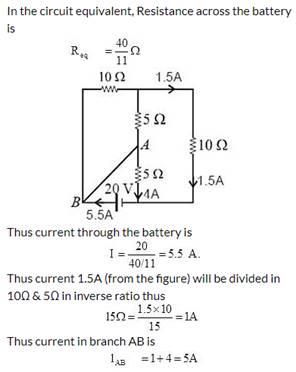 In the circuit equivalent, Resistance across the battery
is
R_eq = 40/11 Ω
10 Ω 1.5A
5 Ω
A
10 Ω
5 Ω
20 V 4A
1.5A
B
5.5A
Thus current through the battery is
I = 20/(40/11) = 5.5 A.
Thus current 1.5A (from the figure) will be divided in
10Ω & 5Ω in inverse ratio thus
15Ω = 1.5×10/15 = 1A
Thus current in branch AB is
I_AB = 1 + 4 = 5A